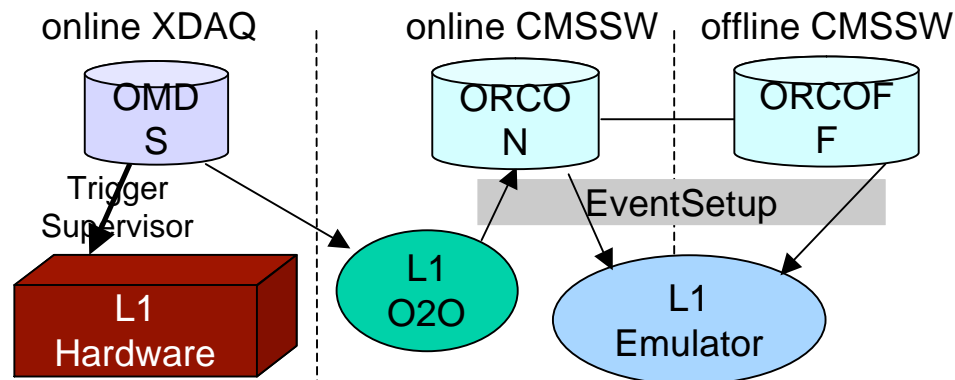 online XDAQ
online CMSSW
offline CMSSW
OMD
S
ORCO
N
ORCOF
F
Trigger
Supervisor
EventSetup
L1
O2O
L1
Hardware
L1
Emulator